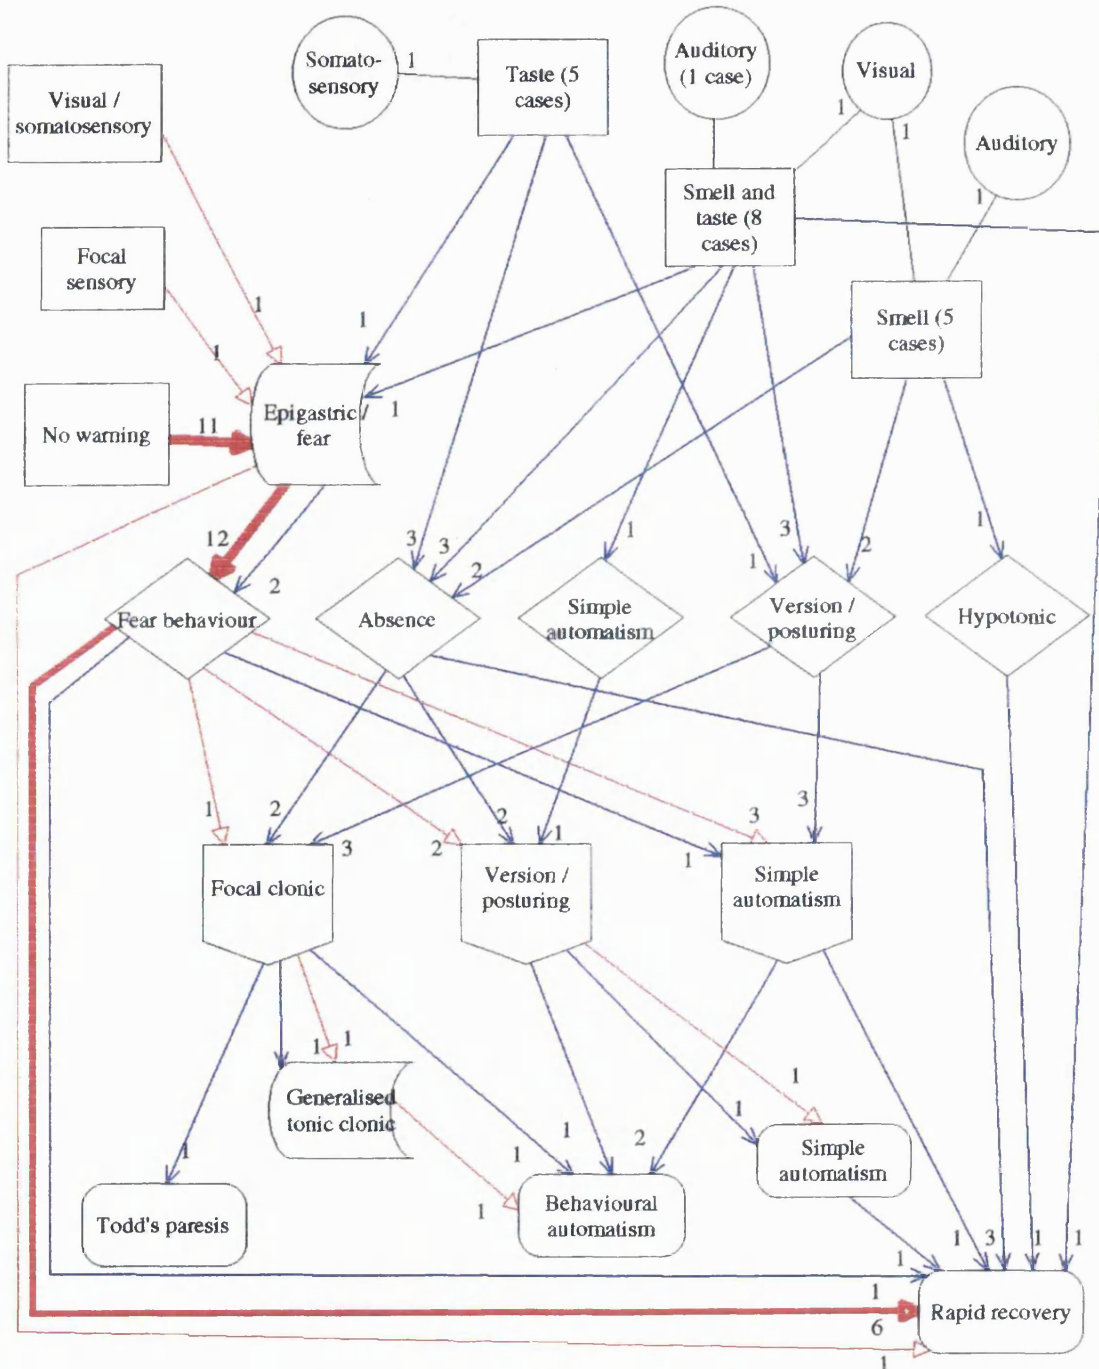 Somato-
sensory
1
Taste (5
cases)
Auditory
(1 case)
Visual
Visual /
somatosensory
1
1
Auditory
1
Smell and
taste (8
cases)
Focal
sensory
Smell (5
cases)
1
1
1
No warning
11
Epigastric /
fear
1
12
2
3
3
2
1
1
3
2
1
Fear behaviour
Absence
Simple
automatism
Version /
posturing
Hypotonic
1
2
3
2
2
1
1
3
3
Focal clonic
Version /
posturing
Simple
automatism
1
1
1
Generalised
tonic clonic
1
1
1
1
2
1
Simple
automatism
Todd's paresis
Behavioural
automatism
1
1
3
1
1
1
6
Rapid recovery
1